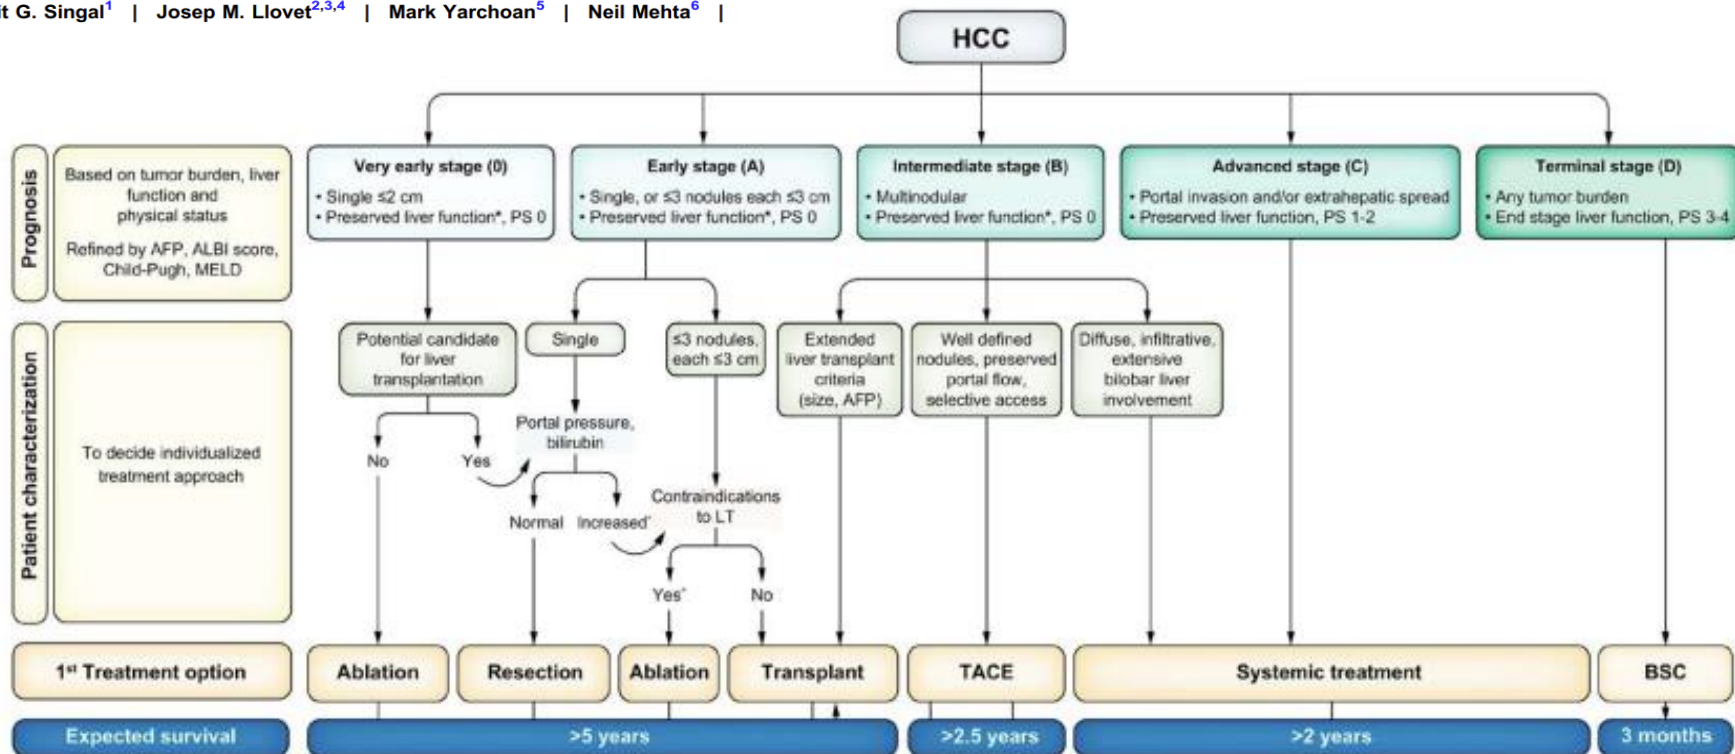 it G. Singal1 | Josep M. Llovet2,3,4 | Mark Yarchoan5 | Neil Mehta6 |
HCC
Prognosis
Based on tumor burden, liver
function and
physical status
Refined by AFP, ALBI score,
Child-Pugh, MELD
Very early stage (0)
• Single ≤2 cm
• Preserved liver function*, PS 0
Early stage (A)
• Single, or ≤3 nodules each ≤3 cm
• Preserved liver function*, PS 0
Intermediate stage (B)
• Multinodular
• Preserved liver function*, PS 0
Advanced stage (C)
• Portal invasion and/or extrahepatic spread
• Preserved liver function, PS 1-2
Terminal stage (D)
• Any tumor burden
• End stage liver function, PS 3-4
Patient characterization
To decide individualized
treatment approach
Potential candidate
for liver
transplantation
No
Yes
Single
Portal pressure,
bilirubin
Normal
Increased*
≤3 nodules,
each ≤3 cm
Contraindications
to LT
Yes*
No
Extended
liver transplant
criteria
(size, AFP)
Well defined
nodules, preserved
portal flow,
selective access
Diffuse, infiltrative,
extensive
bilobar liver
involvement
1st Treatment option
Ablation
Resection
Ablation
Transplant
TACE
Systemic treatment
BSC
Expected survival
>5 years
>2.5 years
>2 years
3 months